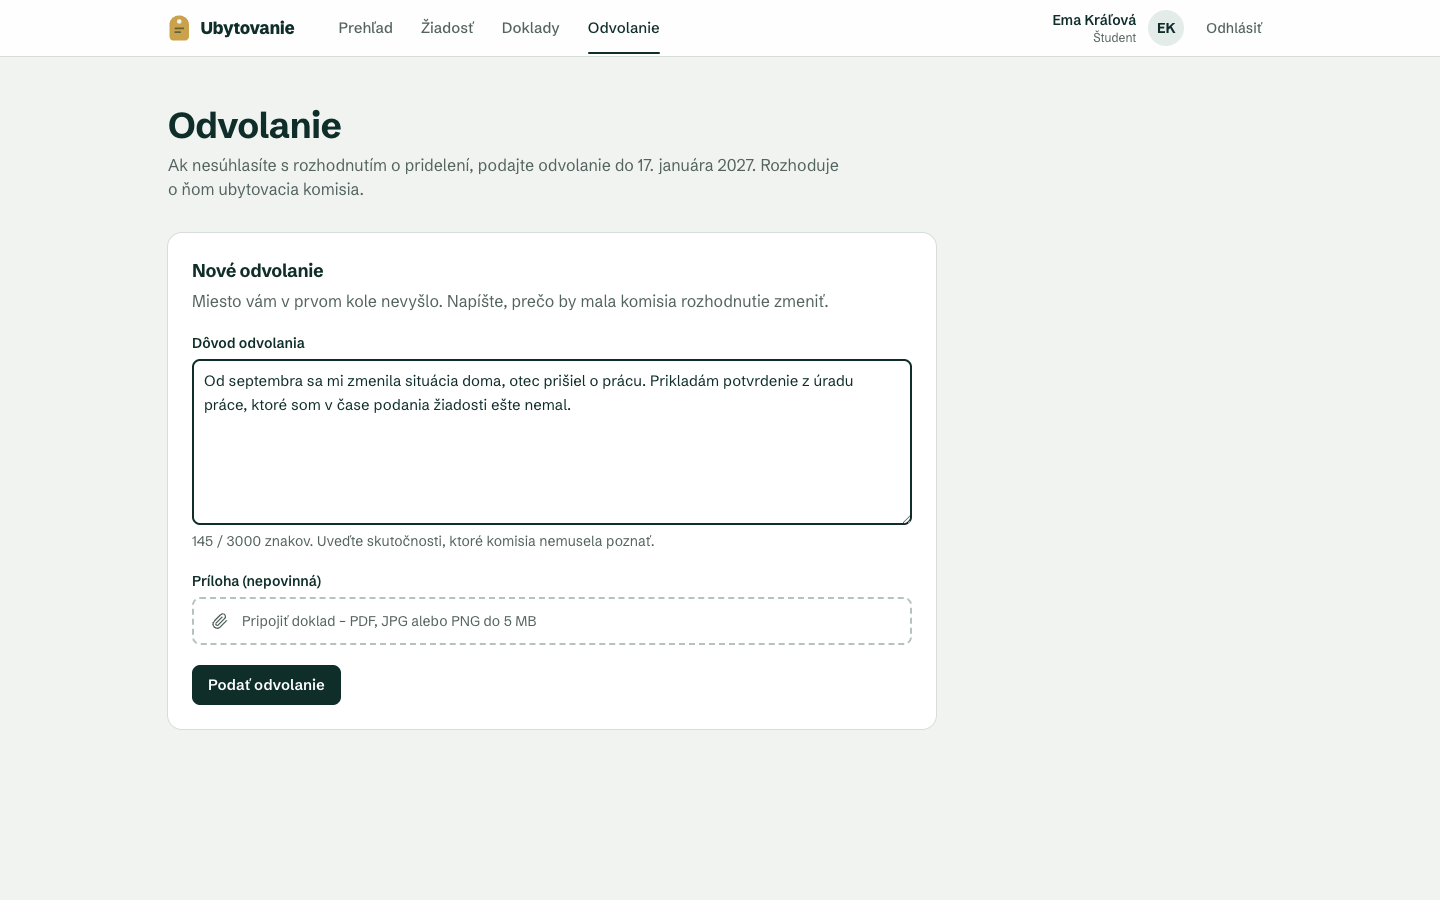 Ubytovanie
Prehľad
Žiadosť
Doklady
Odvolanie
Ema Kráľová
Študent
EK
Odhlásiť
Odvolanie
Ak nesúhlasíte s rozhodnutím o pridelení, podajte odvolanie do 17. januára 2027. Rozhoduje
o ňom ubytovacia komisia.
Nové odvolanie
Miesto vám v prvom kole nevyšlo. Napíšte, prečo by mala komisia rozhodnutie zmeniť.
Dôvod odvolania
Od septembra sa mi zmenila situácia doma, otec prišiel o prácu. Prikladám potvrdenie z úradu
práce, ktoré som v čase podania žiadosti ešte nemal.
145 / 3000 znakov. Uveďte skutočnosti, ktoré komisia nemusela poznať.
Príloha (nepovinná)
Pripojiť doklad – PDF, JPG alebo PNG do 5 MB
Podať odvolanie